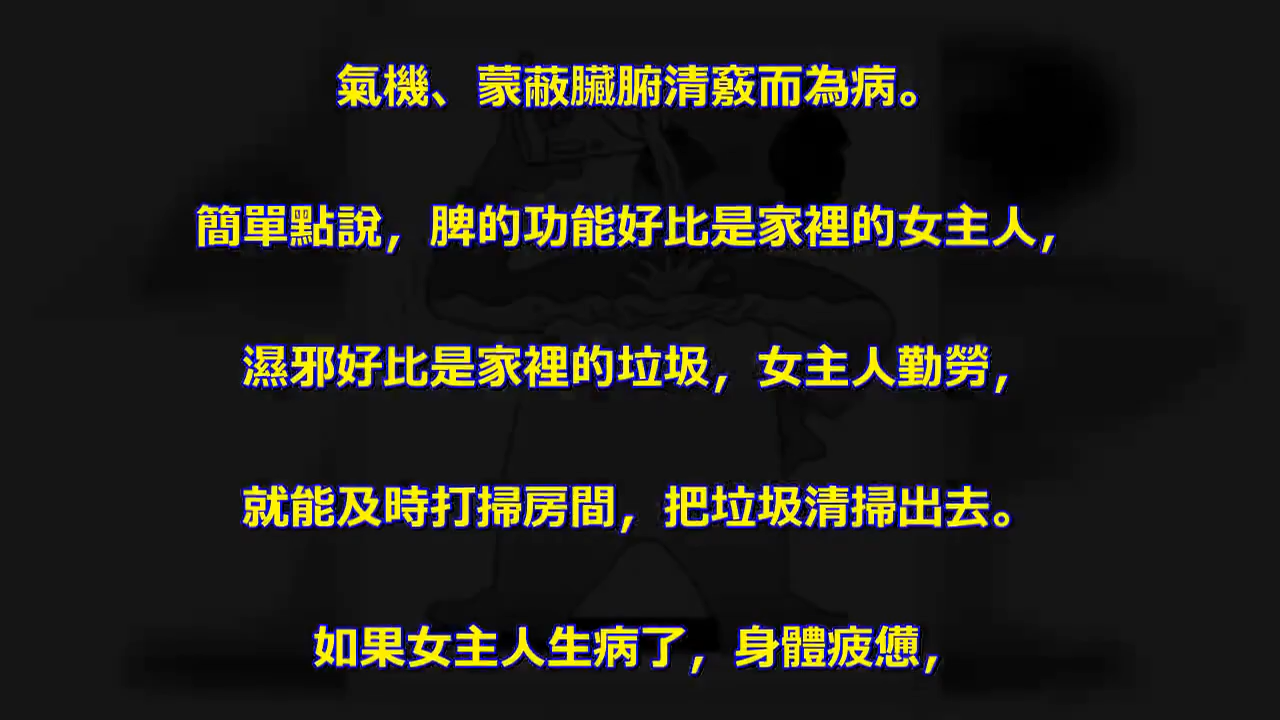 氣機、蒙蔽臟腑清竅而為病。
簡單點說，脾的功能好比是家裡的女主人，
濕邪好比是家裡的垃圾，女主人勤勞，
就能及時打掃房間，把垃圾清掃出去。
如果女主人生病了，身體疲憊，